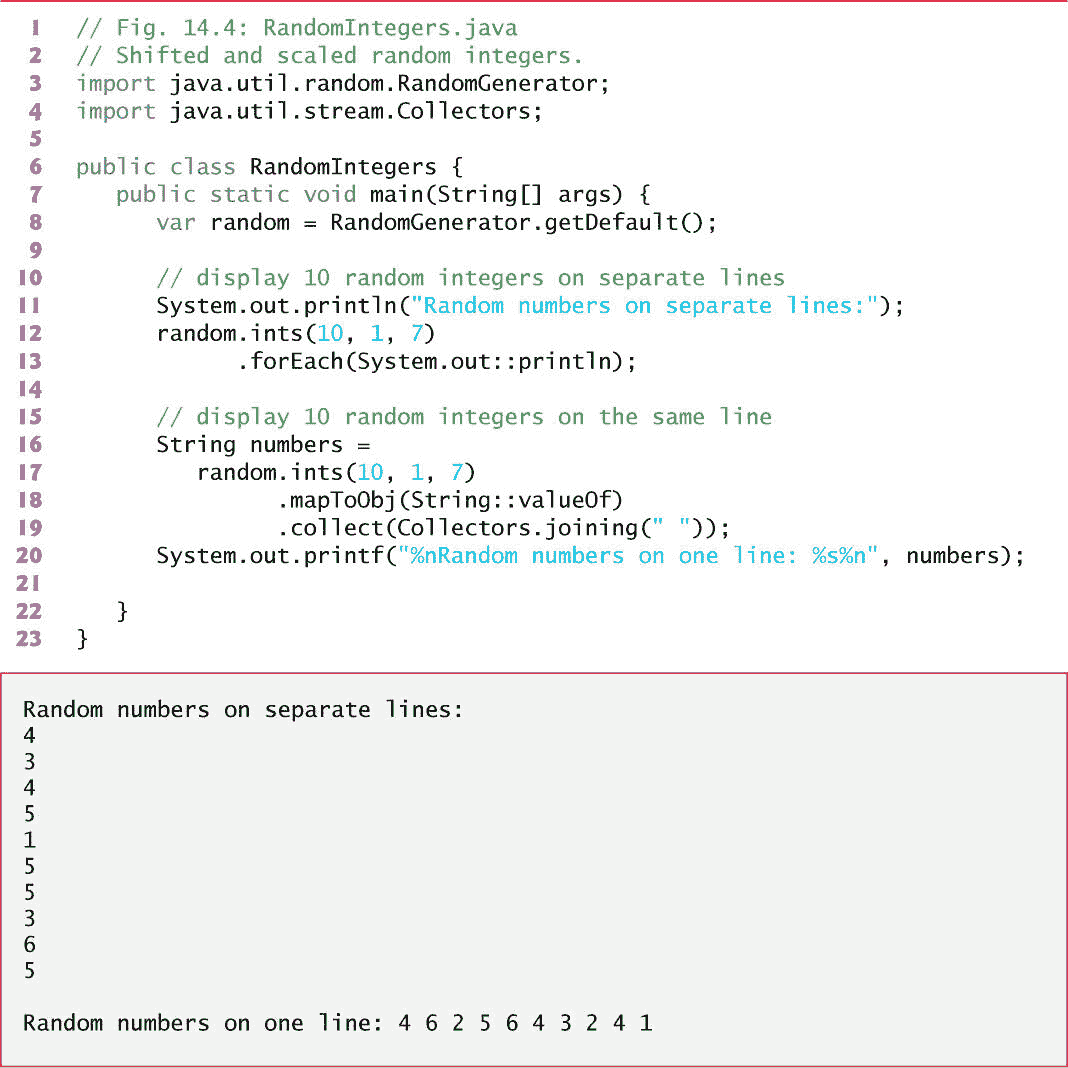 1 // Fig. 14.4: RandomIntegers.java
2 // Shifted and scaled random integers.
3 import java.util.random.RandomGenerator;
4 import java.util.stream.Collectors;
5
6 public class RandomIntegers {
7    public static void main(String[] args) {
8       var random = RandomGenerator.getDefault();
9
10       // display 10 random integers on separate lines
11       System.out.println("Random numbers on separate lines:");
12       random.ints(10, 1, 7)
13             .forEach(System.out::println);
14
15       // display 10 random integers on the same line
16       String numbers =
17          random.ints(10, 1, 7)
18                .mapToObj(String::valueOf)
19                .collect(Collectors.joining(" "));
20       System.out.printf("%nRandom numbers on one line: %s%n", numbers);
21
22    }
23 }
Random numbers on separate lines:
4
3
4
5
1
5
5
3
6
5
Random numbers on one line: 4 6 2 5 6 4 3 2 4 1